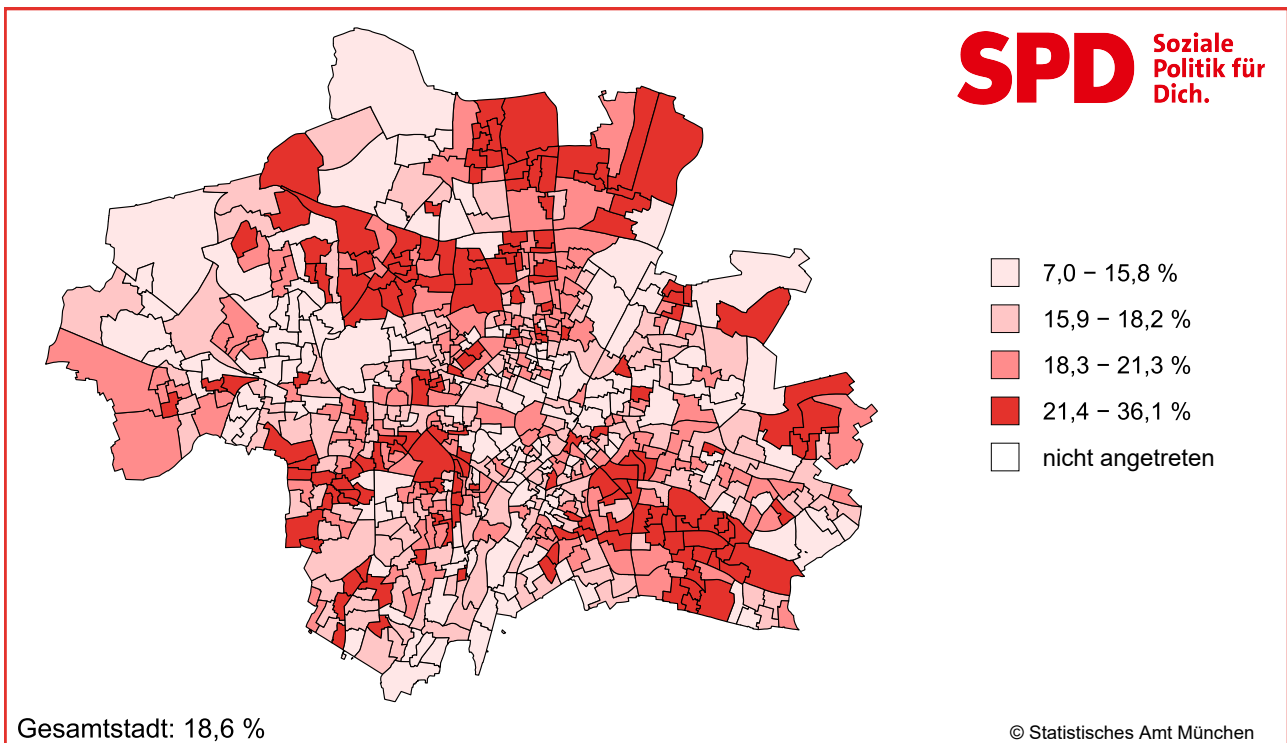 SPD
Soziale
Politik für
Dich.
7,0 – 15,8 %
15,9 – 18,2 %
18,3 – 21,3 %
21,4 – 36,1 %
nicht angetreten
Gesamtstadt: 18,6 %
© Statistisches Amt München